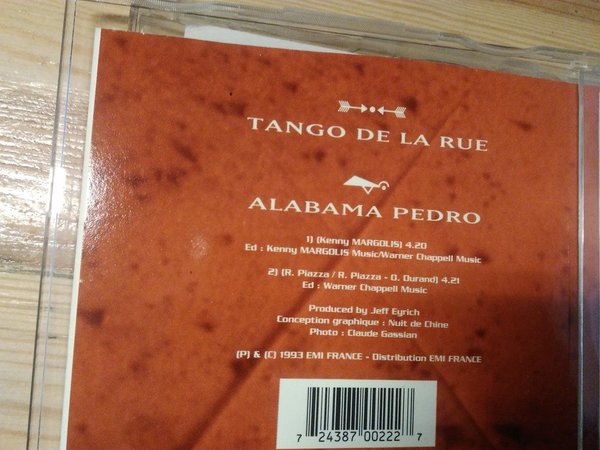 TANGO DE LA RUE
ALABAMA PEDRO
1) (Kenny MARGOLIS) 4.20
Ed : Kenny MARGOLIS Music/Warner Chappell Music
2) (R. Piazza / R. Piazza - O. Durand) 4.21
Ed : Warner Chappell Music
Produced by Jeff Eyrich
Conception graphique : Nuit de Chine
Photo : Claude Gassian
(P) & (C) 1993 EMI FRANCE - Distribution EMI FRANCE
7 24387 00222 7